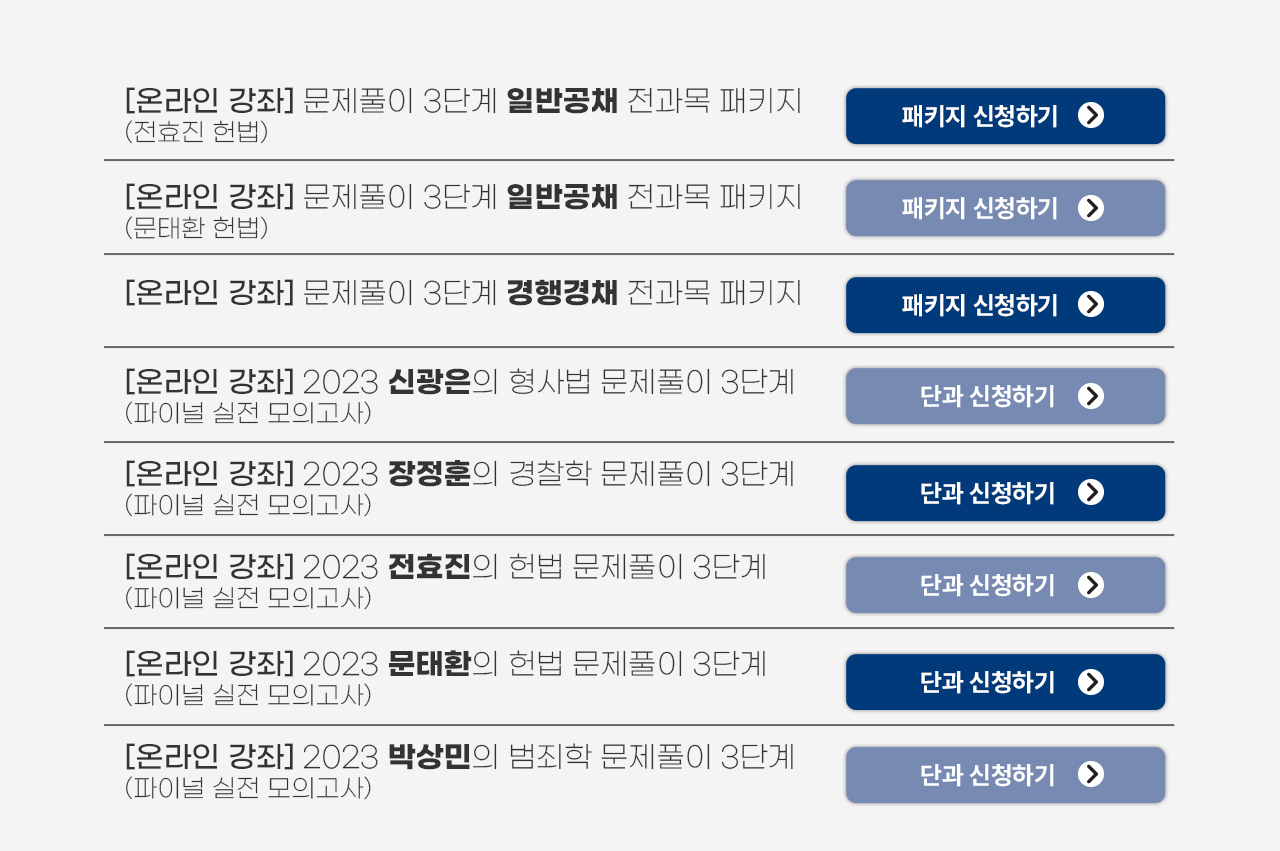 [온라인 강좌] 문제풀이 3단계 일반공채 전과목 패키지
(전효진 헌법)
패키지 신청하기
[온라인 강좌] 문제풀이 3단계 일반공채 전과목 패키지
(문태환 헌법)
패키지 신청하기
[온라인 강좌] 문제풀이 3단계 경행경채 전과목 패키지
패키지 신청하기
[온라인 강좌] 2023 신광은의 형사법 문제풀이 3단계
(파이널 실전 모의고사)
단과 신청하기
[온라인 강좌] 2023 장정훈의 경찰학 문제풀이 3단계
(파이널 실전 모의고사)
단과 신청하기
[온라인 강좌] 2023 전효진의 헌법 문제풀이 3단계
(파이널 실전 모의고사)
단과 신청하기
[온라인 강좌] 2023 문태환의 헌법 문제풀이 3단계
(파이널 실전 모의고사)
단과 신청하기
[온라인 강좌] 2023 박상민의 범죄학 문제풀이 3단계
(파이널 실전 모의고사)
단과 신청하기